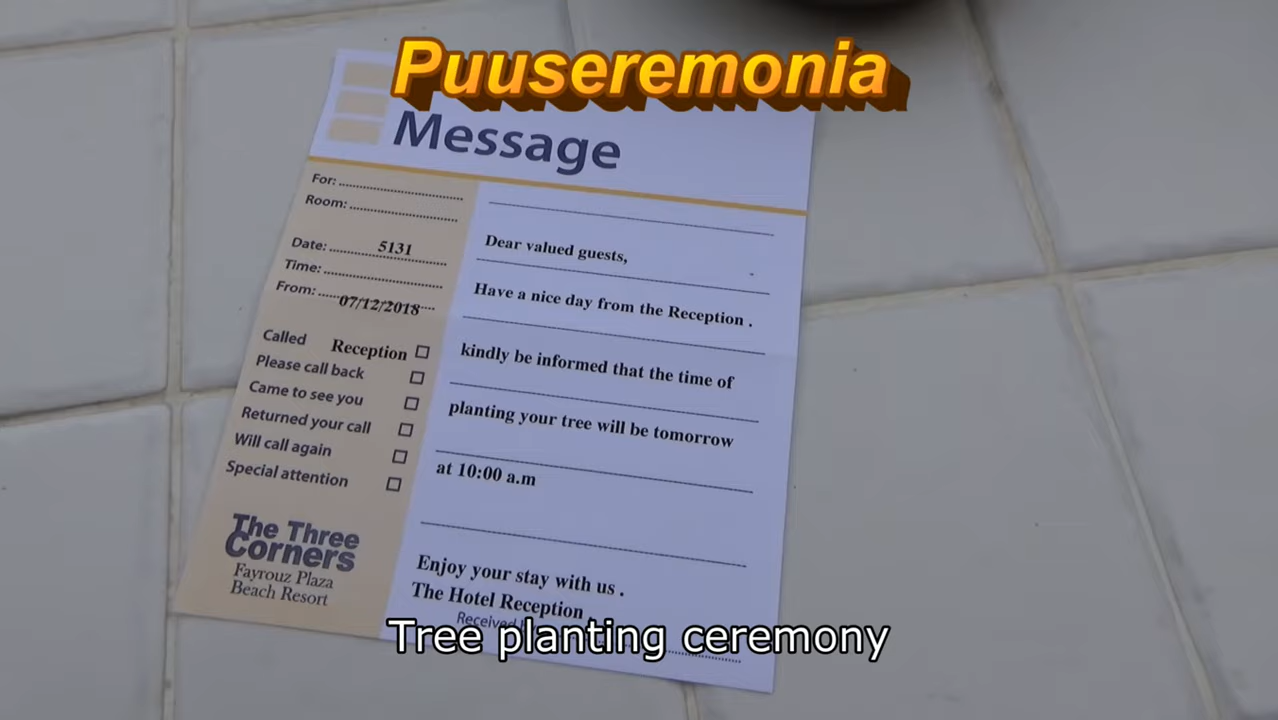 Puuseremonia
Message
For:
Room:
Date: 5131
Time:
From: 07/12/2018
Called Reception
Please call back
Came to see you
Returned your call
Will call again
Special attention
The Three
Corners
Fayrouz Plaza
Beach Resort
Dear valued guests,
Have a nice day from the Reception .
kindly be informed that the time of
planting your tree will be tomorrow
at 10:00 a.m
Enjoy your stay with us .
The Hotel Reception
Received
Tree planting ceremony